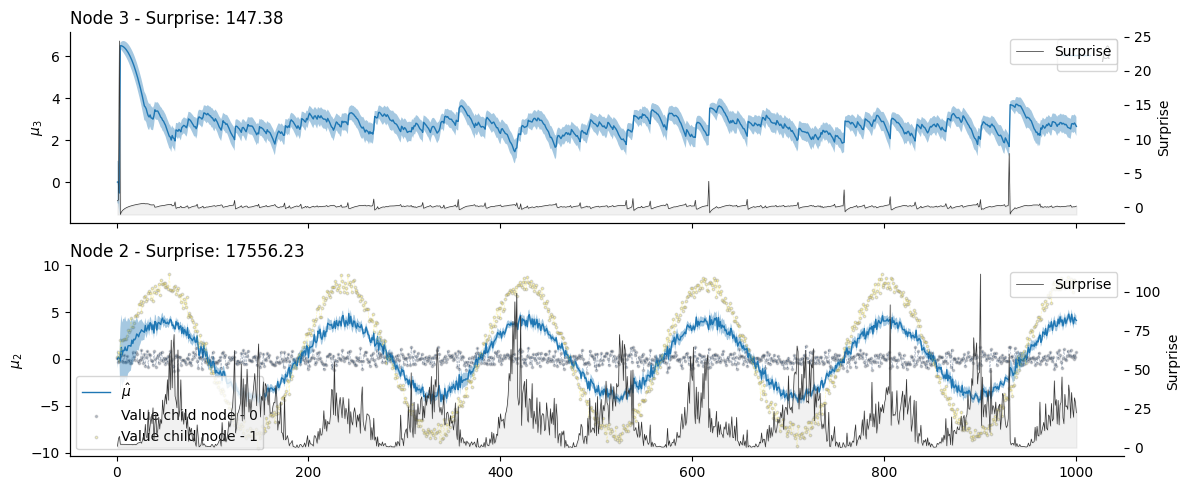 Node 3 - Surprise: 147.38
6
4
2
0
μ₃
25
20
15
10
5
0
Surprise
Surprise
Node 2 - Surprise: 17556.23
10
5
0
−5
−10
μ₂
100
75
50
25
0
Surprise
Surprise
μ̂
Value child node - 0
Value child node - 1
0
200
400
600
800
1000